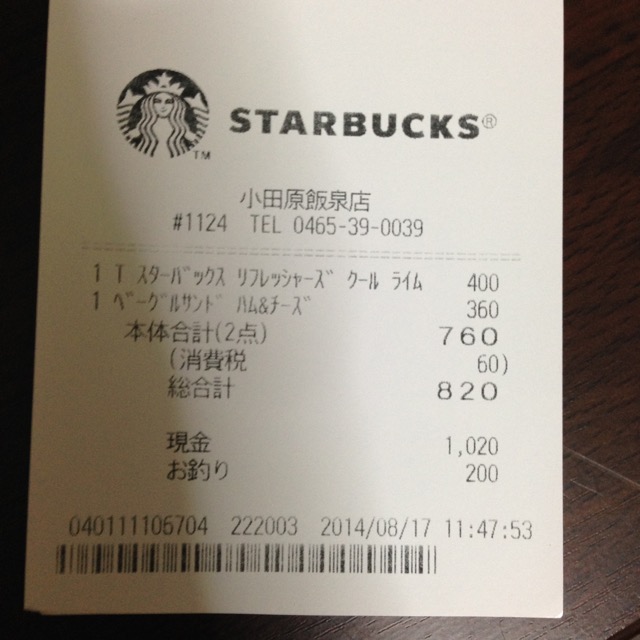 TM
STARBUCKS®
小田原飯泉店
#1124 TEL 0465-39-0039
1 T ｽﾀｰﾊﾞｯｸｽ ﾘﾌﾚｯｼｬｰｽﾞ ｸｰﾙ ﾗｲﾑ 400
1 ﾍﾞｰｸﾞﾙｻﾝﾄﾞ ﾊﾑ&ﾁｰｽﾞ 360
本体合計(2点) 760
(消費税 60)
総合計 820
現金 1,020
お釣り 200
040111106704 222003 2014/08/17 11:47:53